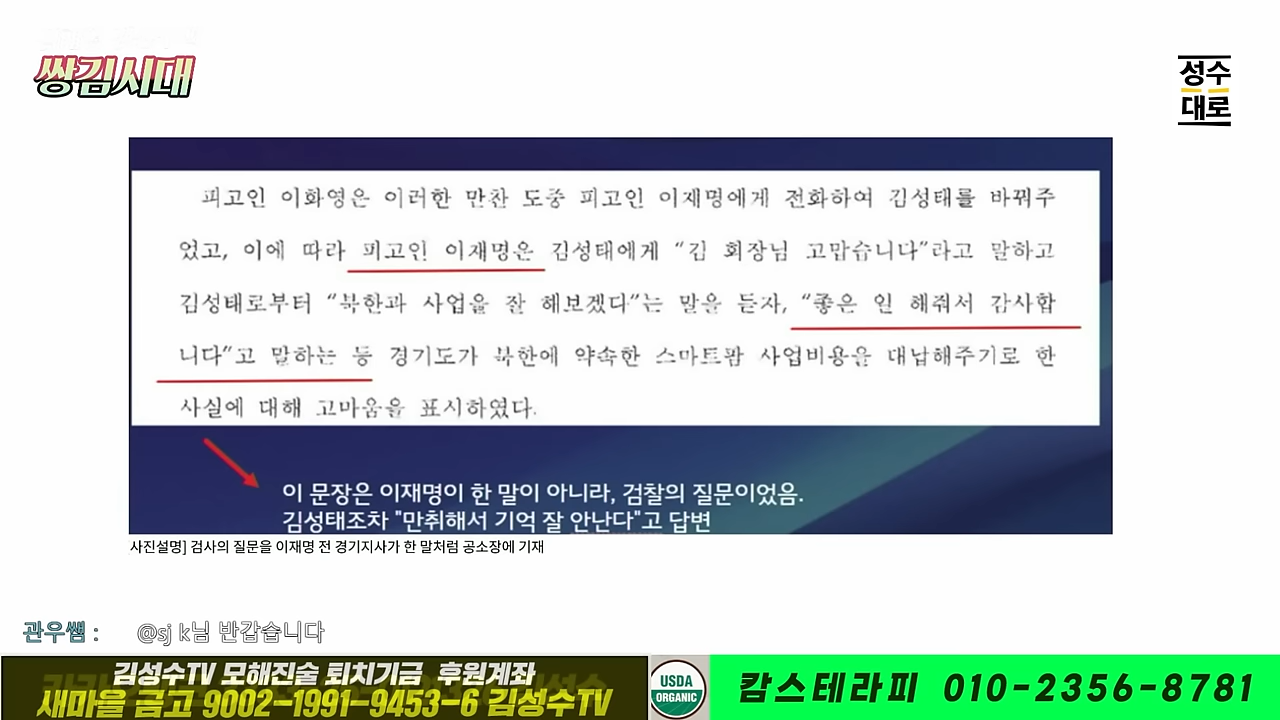 쌍김시대
성수
대로
피고인 이화영은 이러한 만찬 도중 피고인 이재명에게 전화하여 김성태를 바꿔주
었고, 이에 따라 피고인 이재명은 김성태에게 “김 회장님 고맙습니다”라고 말하고
김성태로부터 “북한과 사업을 잘 해보겠다”는 말을 듣자, “좋은 일 해줘서 감사합
니다”고 말하는 등 경기도가 북한에 약속한 스마트팜 사업비용을 대납해주기로 한
사실에 대해 고마움을 표시하였다.
이 문장은 이재명이 한 말이 아니라, 검찰의 질문이었음.
김성태조차 "만취해서 기억 잘 안난다"고 답변
사진설명] 검사의 질문을 이재명 전 경기지사가 한 말처럼 공소장에 기재
관우쌤 : @sj k님 반갑습니다
김성수TV 모해진술 퇴치기금 후원계좌
새마을 금고 9002-1991-9453-6 김성수TV
USDA
ORGANIC
캄스테라피 010-2356-8781